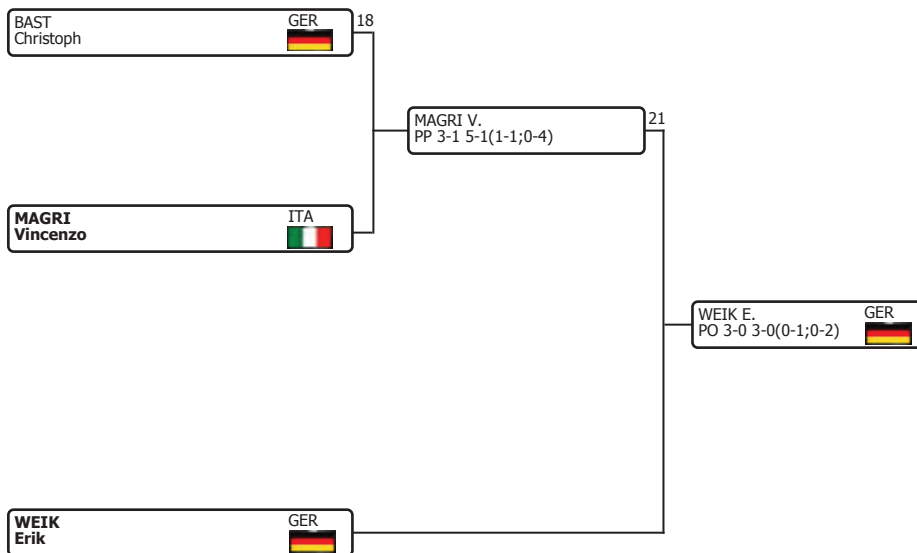 BAST GER 18
Christoph
MAGRI V. 21
PP 3-1 5-1(1-1;0-4)
MAGRI ITA
Vincenzo
WEIK E. GER
PO 3-0 3-0(0-1;0-2)
WEIK GER
Erik